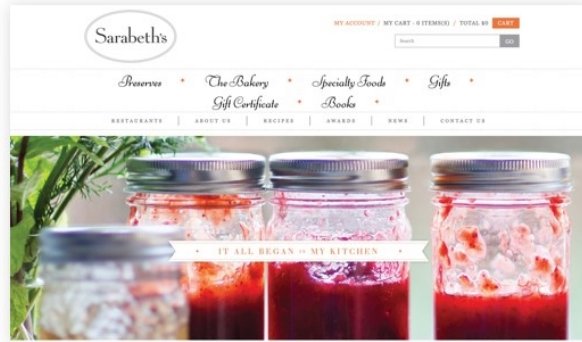 Sarabeth's
MY ACCOUNT / MY CART - 0 ITEMS(S) / TOTAL $0 CART
Search GO
Preserves The Bakery Specialty Foods Gifts
Gift Certificate Books
RESTAURANTS | ABOUT US | RECIPES | AWARDS | NEWS | CONTACT US
IT ALL BEGAN IN MY KITCHEN